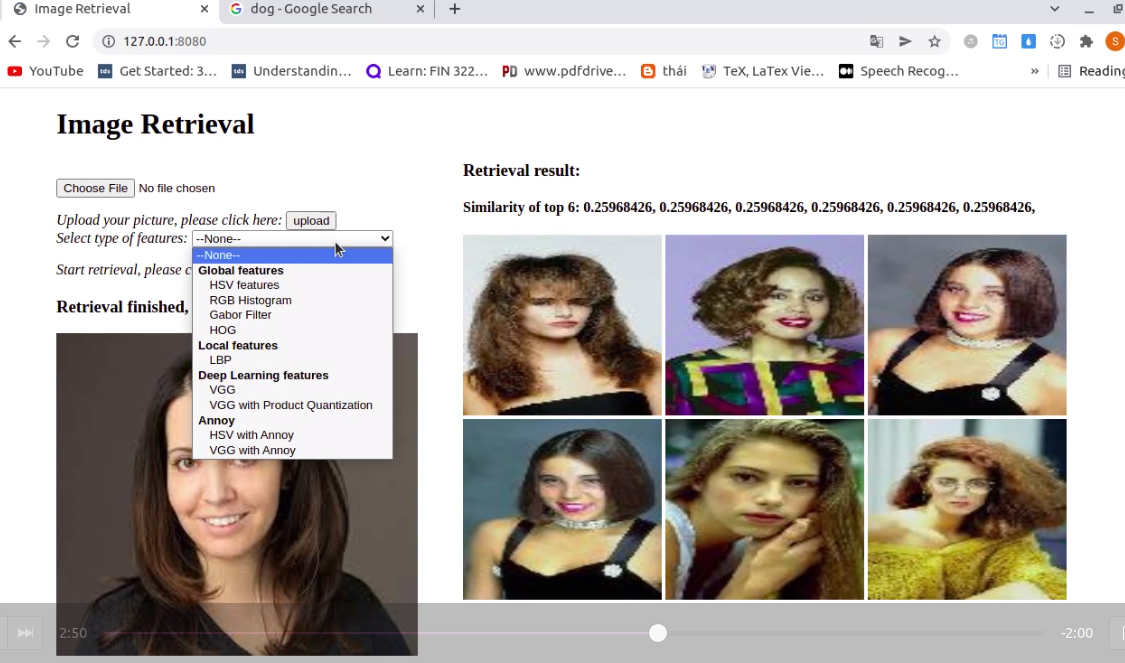 Image Retrieval
dog - Google Search
127.0.0.1:8080
YouTube
Get Started: 3...
Understandin...
Learn: FIN 322...
www.pdfdrive...
thái
TeX, LaTex Vie...
Speech Recog...
»
Reading
Image Retrieval
Choose File No file chosen
Upload your picture, please click here: upload
Select type of features: --None--
--None--
Start retrieval, please c
Global features
HSV features
RGB Histogram
Gabor Filter
HOG
Retrieval finished,
Local features
LBP
Deep Learning features
VGG
VGG with Product Quantization
Annoy
HSV with Annoy
VGG with Annoy
Retrieval result:
Similarity of top 6: 0.25968426, 0.25968426, 0.25968426, 0.25968426, 0.25968426, 0.25968426,
2:50
-2:00